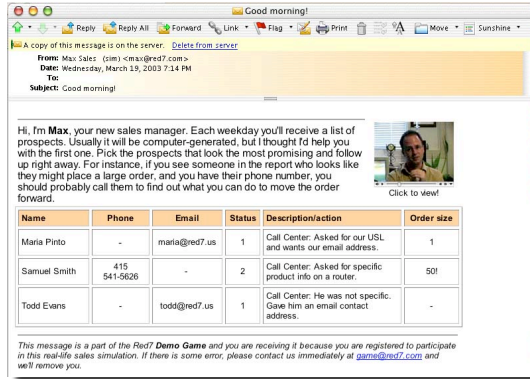 Good morning!
Reply Reply All Forward Link Flag Print Move Sunshine
A copy of this message is on the server. Delete from server
From: Max Sales (sim) <max@red7.com>
Date: Wednesday, March 19, 2003 7:14 PM
To:
Subject: Good morning!
Hi, I'm Max, your new sales manager. Each weekday you'll receive a list of
prospects. Usually it will be computer-generated, but I thought I'd help you
with the first one. Pick the prospects that look the most promising and follow
up right away. For instance, if you see someone in the report who looks like
they might place a large order, and you have their phone number, you
should probably call them to find out what you can do to move the order
forward.
Click to view!
Name Phone Email Status Description/action Order size
Maria Pinto - maria@red7.us 1 Call Center: Asked for our USL
and wants our email address. 1
Samuel Smith 415
541-5626 - 2 Call Center: Asked for specific
product info on a router. 50!
Todd Evans - todd@red7.us 1 Call Center: He was not specific.
Gave him an email contact
address. -
This message is a part of the Red7 Demo Game and you are receiving it because you are registered to participate
in this real-life sales simulation. If there is some error, please contact us immediately at game@red7.com and
we'll remove you.